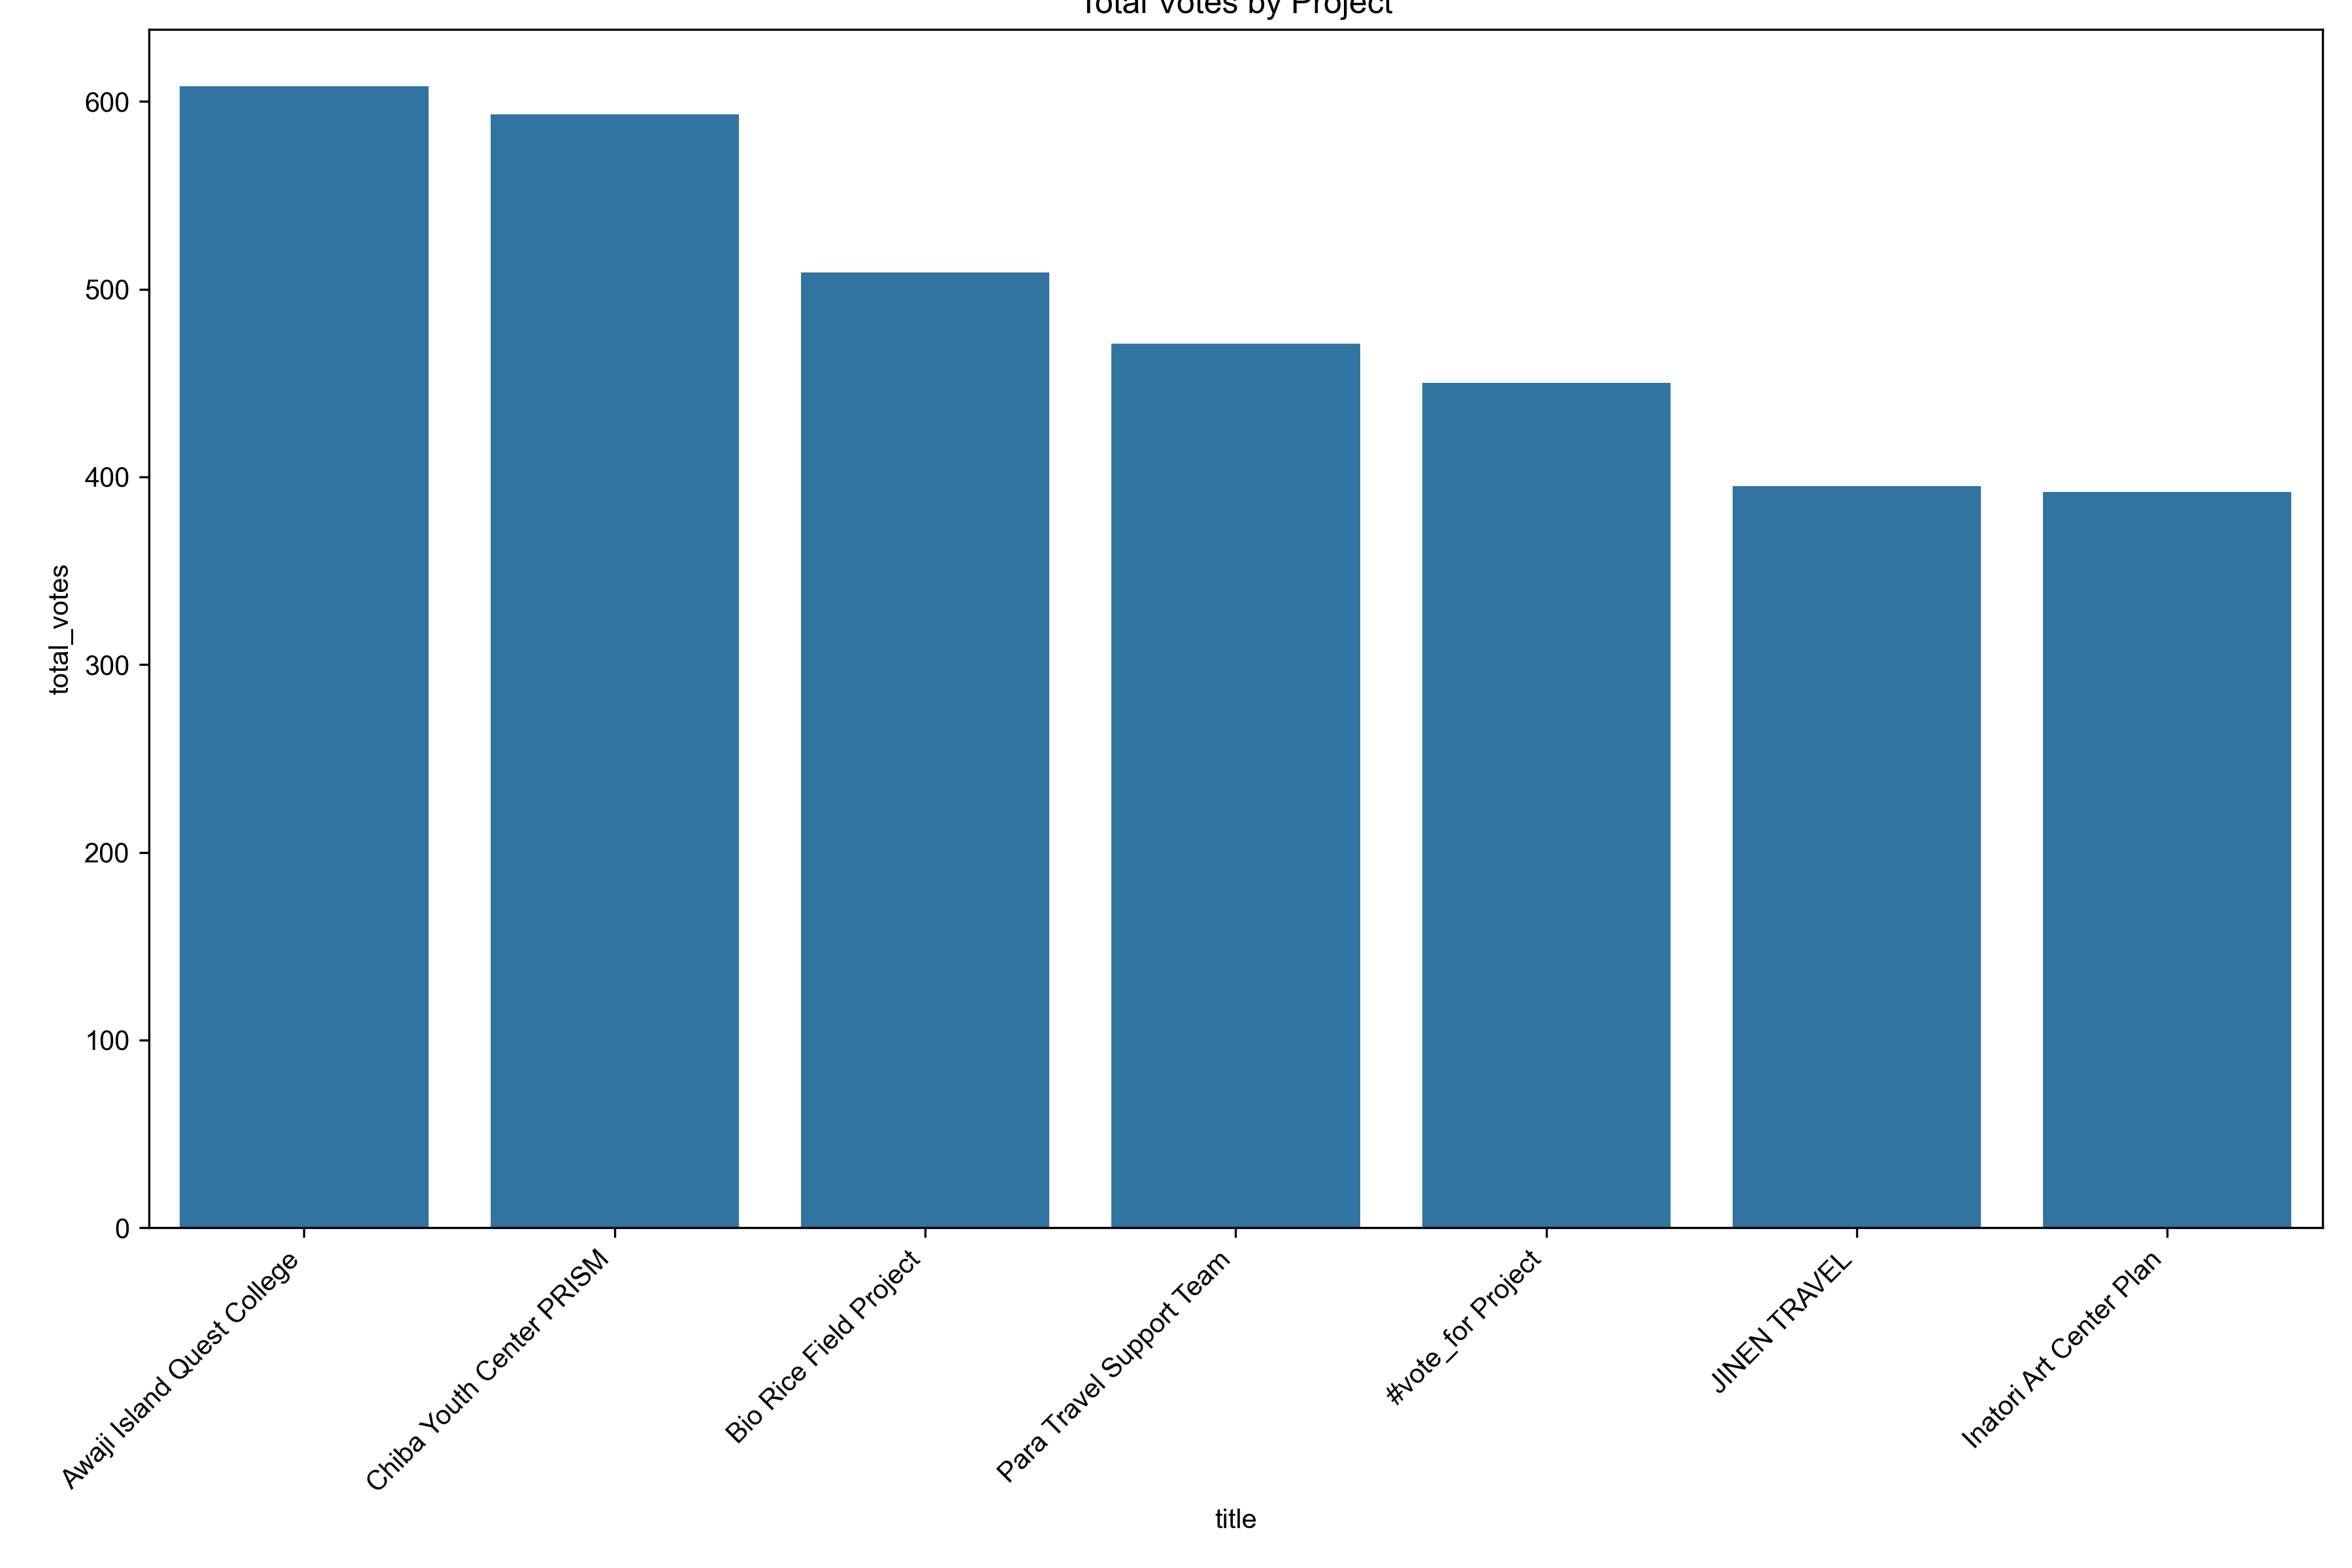 Total Votes by Project
600
500
400
300
200
100
0
total_votes
Awaji Island Quest College
Chiba Youth Center PRISM
Bio Rice Field Project
Para Travel Support Team
#vote_for Project
JINEN TRAVEL
Inatori Art Center Plan
title